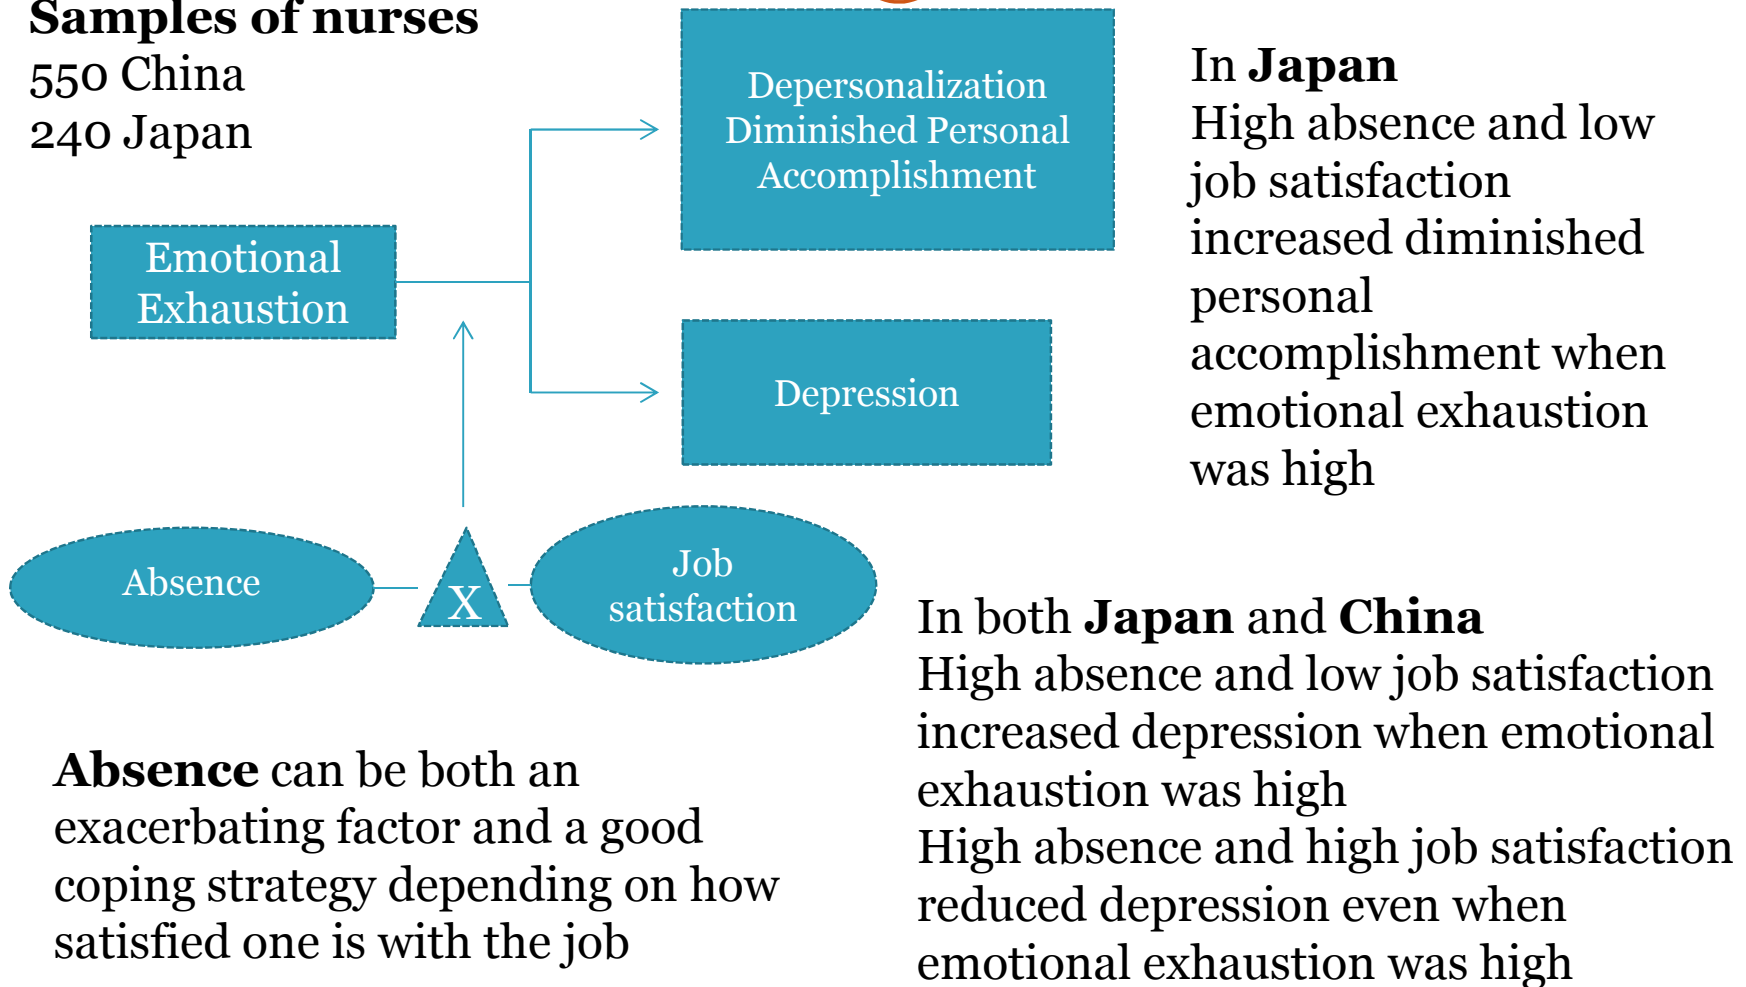 Samples of nurses
550 China
240 Japan
Depersonalization
Diminished Personal
Accomplishment
In Japan
High absence and low
job satisfaction
increased diminished
personal
accomplishment when
emotional exhaustion
was high
Emotional
Exhaustion
Depression
Absence
X
Job
satisfaction
In both Japan and China
High absence and low job satisfaction
increased depression when emotional
exhaustion was high
High absence and high job satisfaction
reduced depression even when
emotional exhaustion was high
Absence can be both an
exacerbating factor and a good
coping strategy depending on how
satisfied one is with the job